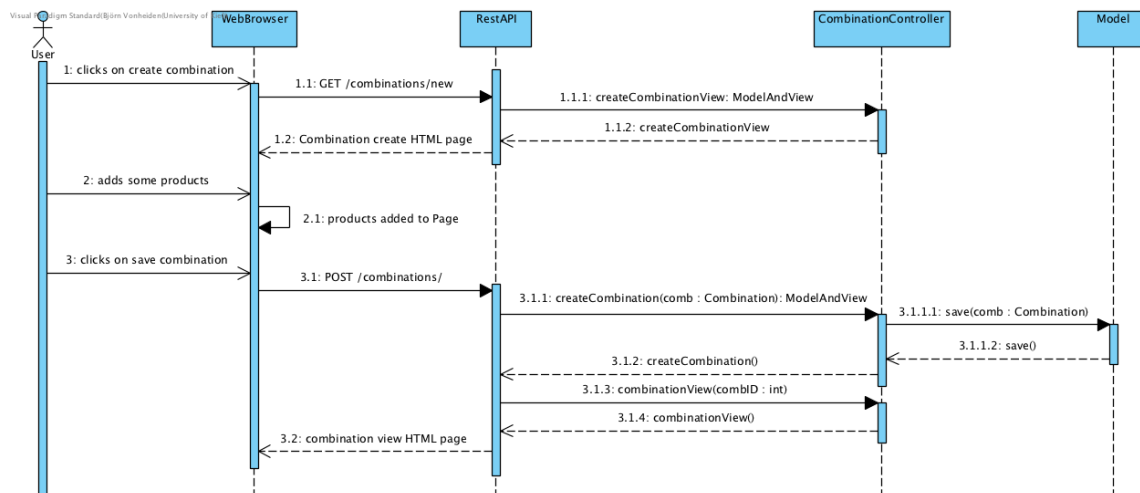 Visual Paradigm Standard(Björn Vonheiden(University of
WebBrowser
RestAPI
CombinationController
Model
User
1: clicks on create combination
1.1: GET /combinations/new
1.1.1: createCombinationView: ModelAndView
1.1.2: createCombinationView
1.2: Combination create HTML page
2: adds some products
2.1: products added to Page
3: clicks on save combination
3.1: POST /combinations/
3.1.1: createCombination(comb : Combination): ModelAndView
3.1.1.1: save(comb : Combination)
3.1.1.2: save()
3.1.2: createCombination()
3.1.3: combinationView(combID : int)
3.1.4: combinationView()
3.2: combination view HTML page